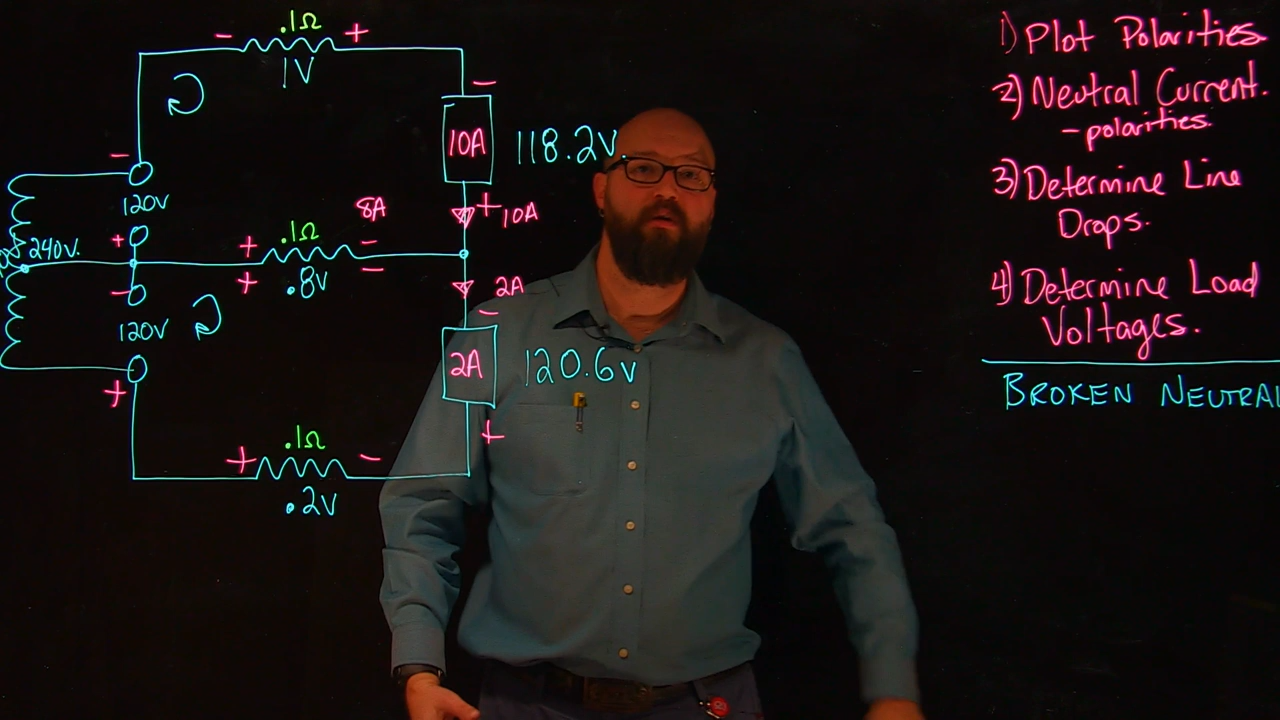 .1Ω
- +
1V
-
10A
118.2V
+
10A
-
120V
+
240V.
8A
+ .1Ω -
+ -
.8V
-
120V
2A
-
2A
120.6V
+
+
.1Ω
+ -
.2V
1) Plot Polarities
2) Neutral Current.
- polarities.
3) Determine Line
Drops.
4) Determine Load
Voltages.
BROKEN NEUTRAL